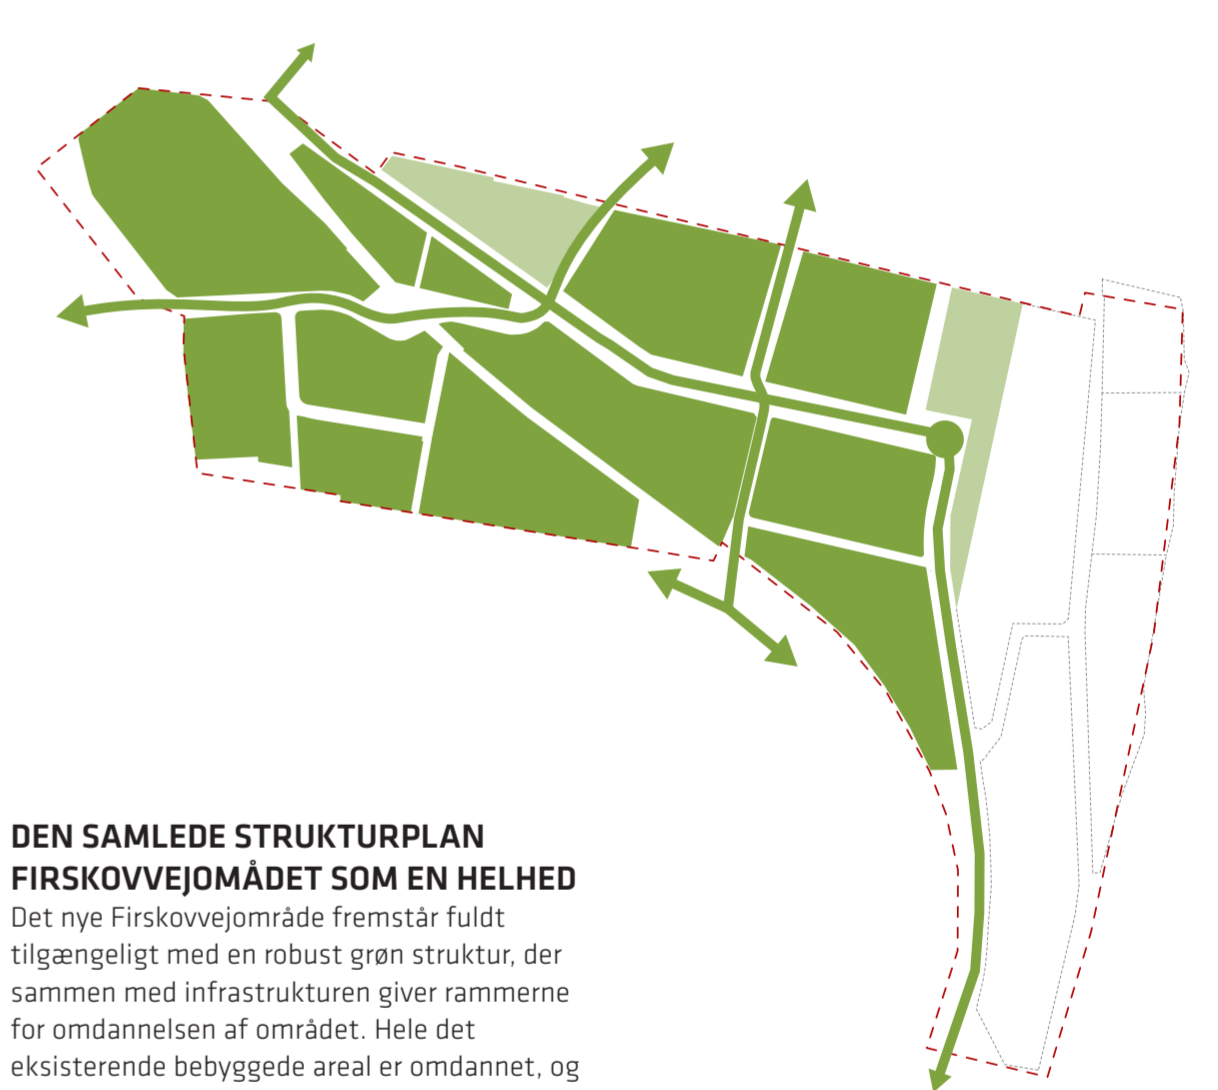 DEN SAMLEDE STRUKTURPLAN
FIRSKOVVEJOMÅDET SOM EN HELHED
Det nye Firskovvejområde fremstår fuldt
tilgængeligt med en robust grøn struktur, der
sammen med infrastrukturen giver rammerne
for omdannelsen af området. Hele det
eksisterende bebyggede areal er omdannet, og